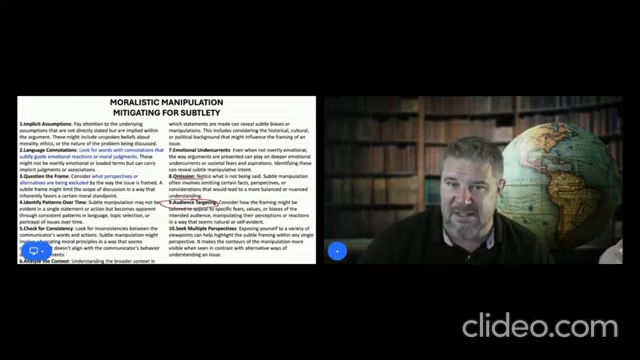 MORALISTIC MANIPULATION
MITIGATING FOR SUBTLETY
1.Implicit Assumptions: Pay attention to the underlying
assumptions that are not directly stated but are implied within
the argument. These might include unspoken beliefs about
morality, ethics, or the nature of the problem being discussed.
2.Language Connotations: Look for words with connotations that
subtly guide emotional reactions or moral judgments. These
might not be overtly emotional or loaded terms but can carry
implicit judgments or associations.
3.Question the Frame: Consider what perspectives or
alternatives are being excluded by the way the issue is framed. A
subtle frame might limit the scope of discussion in a way that
inherently favors a certain moral standpoint.
4.Identify Patterns Over Time: Subtle manipulation may not be
evident in a single statement or action but becomes apparent
through consistent patterns in language, topic selection, or
portrayal of issues over time.
5.Check for Consistency: Look for inconsistencies between the
communicator's words and actions. Subtle manipulation might
moral principles in a way that seems
doesn't align with the communicator's behavior
6.Analyze the Context: Understanding the broader context in
which statements are made can reveal subtle biases or
manipulations. This includes considering the historical, cultural,
or political background that might influence the framing of
an issue.
7.Emotional Undercurrents: Even when not overtly emotional,
the way arguments are presented can play on deeper emotional
undercurrents or societal fears and aspirations. Identifying these
can reveal subtle manipulative intent.
8.Omission: Notice what is not being said. Subtle manipulation
often involves omitting certain facts, perspectives, or
considerations that would lead to a more balanced or nuanced
understanding.
9.Audience Targeting: Consider how the framing might be
tailored to appeal to specific fears, values, or biases of the
intended audience, manipulating their perceptions or reactions
in a way that seems natural or self-evident.
10.Seek Multiple Perspectives: Exposing yourself to a variety of
viewpoints can help highlight the subtle framing within any single
perspective. It makes the contours of the manipulation more
visible when seen in contrast with alternative ways of
understanding an issue.
clideo.com